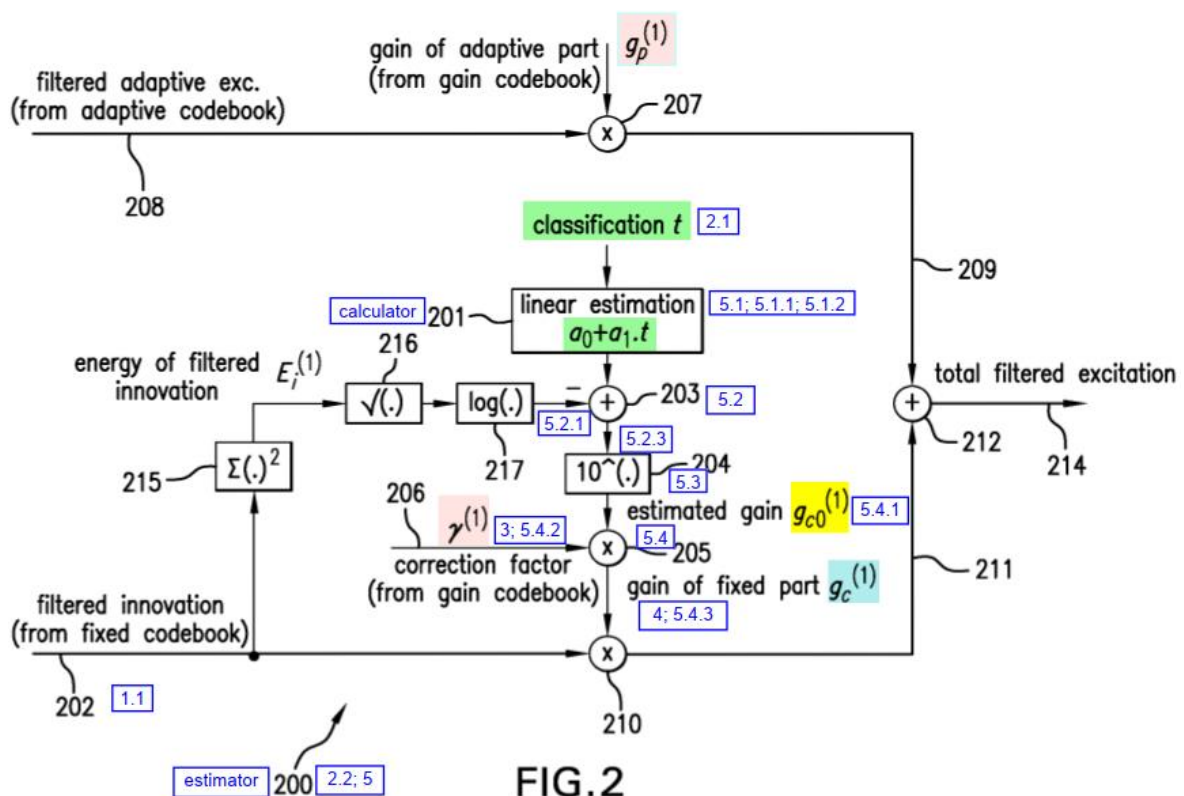 gain of adaptive part
(from gain codebook)
gₚ⁽¹⁾
filtered adaptive exc.
(from adaptive codebook)
x
207
208
classification t
2.1
209
calculator
201
linear estimation
a₀+a₁.t
5.1; 5.1.1; 5.1.2
energy of filtered
innovation
Eᵢ⁽¹⁾
216
√(.)
log(.)
217
−
+
203
5.2
5.2.1
5.2.3
total filtered excitation
+
212
214
215
Σ(.)²
10^(.)
204
5.3
206
γ⁽¹⁾
3; 5.4.2
estimated gain g_c0⁽¹⁾
5.4.1
x
5.4
205
correction factor
(from gain codebook)
gain of fixed part g_c⁽¹⁾
4; 5.4.3
211
filtered innovation
(from fixed codebook)
x
202
1.1
210
estimator
200
2.2; 5
FIG.2